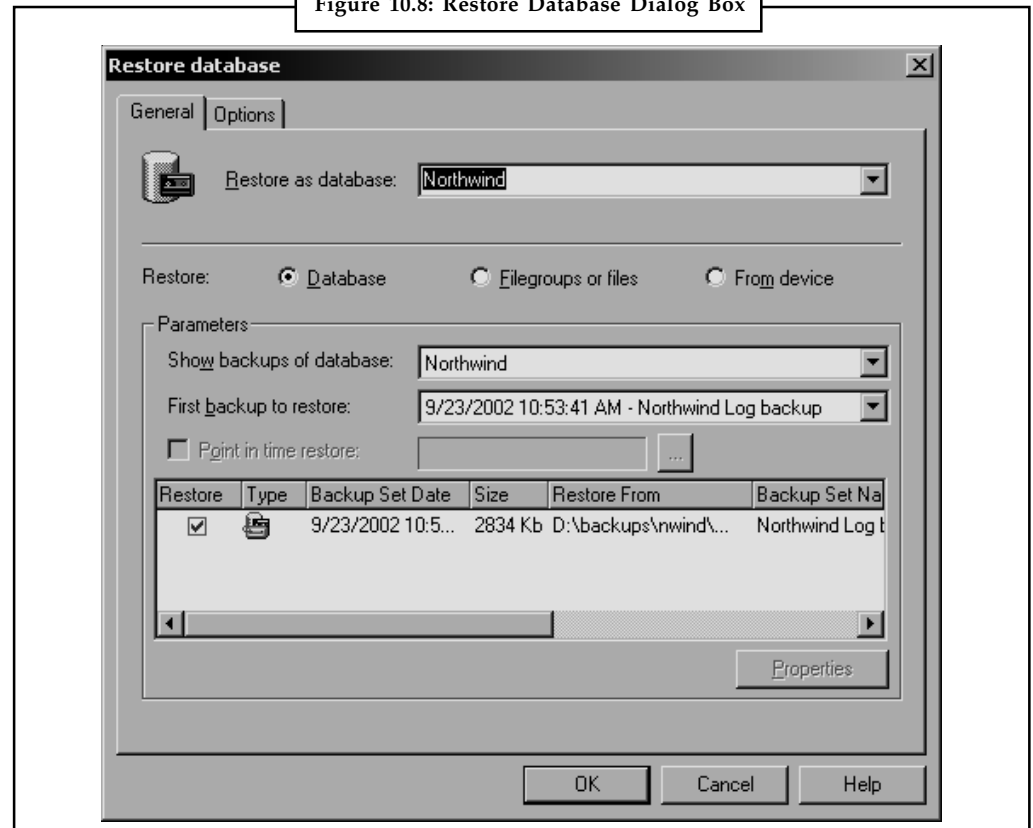 Figure 10.8: Restore Database Dialog Box
Restore database
General Options
Restore as database: Northwind
Restore: Database Filegroups or files From device
Parameters
Show backups of database: Northwind
First backup to restore: 9/23/2002 10:53:41 AM - Northwind Log backup
Point in time restore: ...
Restore Type Backup Set Date Size Restore From Backup Set Na
9/23/2002 10:5... 2834 Kb D:\backups\nwind\... Northwind Log b
Properties
OK Cancel Help